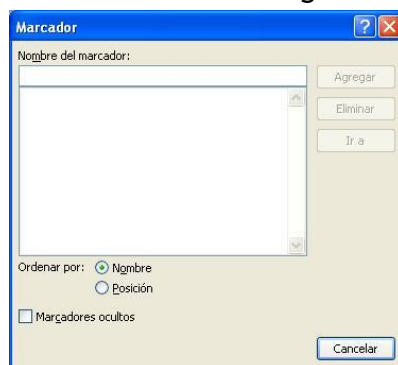 Marcador
Nombre del marcador:
Agregar
Eliminar
Ir a
Ordenar por:
Nombre
Posición
Marcadores ocultos
Cancelar